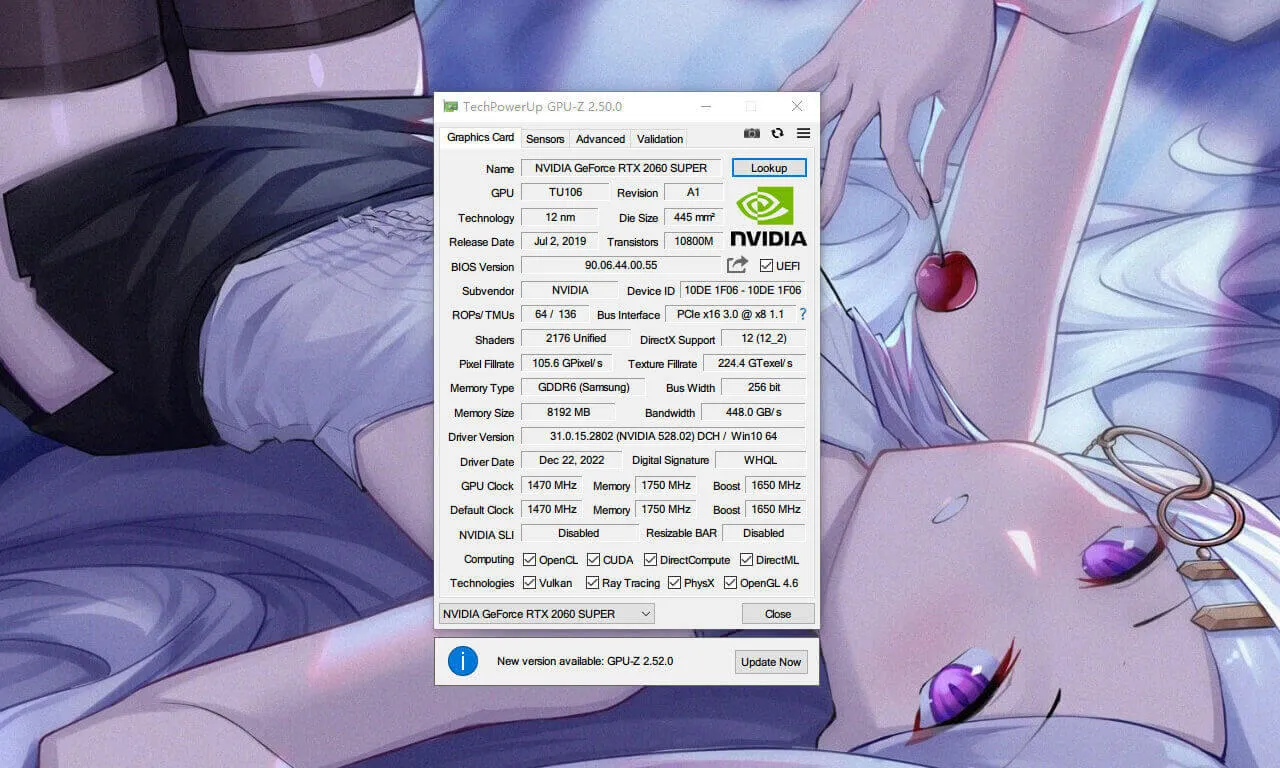 TechPowerUp GPU-Z 2.50.0
Graphics Card Sensors Advanced Validation
Name NVIDIA GeForce RTX 2060 SUPER Lookup
GPU TU106 Revision A1
Technology 12 nm Die Size 445 mm²
Release Date Jul 2, 2019 Transistors 10800M
NVIDIA
BIOS Version 90.06.44.00.55 UEFI
Subvendor NVIDIA Device ID 10DE 1F06 - 10DE 1F06
ROPs/TMUs 64 / 136 Bus Interface PCIe x16 3.0 @ x8 1.1 ?
Shaders 2176 Unified DirectX Support 12 (12_2)
Pixel Fillrate 105.6 GPixel/s Texture Fillrate 224.4 GTexel/s
Memory Type GDDR6 (Samsung) Bus Width 256 bit
Memory Size 8192 MB Bandwidth 448.0 GB/s
Driver Version 31.0.15.2802 (NVIDIA 528.02) DCH / Win10 64
Driver Date Dec 22, 2022 Digital Signature WHQL
GPU Clock 1470 MHz Memory 1750 MHz Boost 1650 MHz
Default Clock 1470 MHz Memory 1750 MHz Boost 1650 MHz
NVIDIA SLI Disabled Resizable BAR Disabled
Computing OpenCL CUDA DirectCompute DirectML
Technologies Vulkan Ray Tracing PhysX OpenGL 4.6
NVIDIA GeForce RTX 2060 SUPER Close
New version available: GPU-Z 2.52.0 Update Now